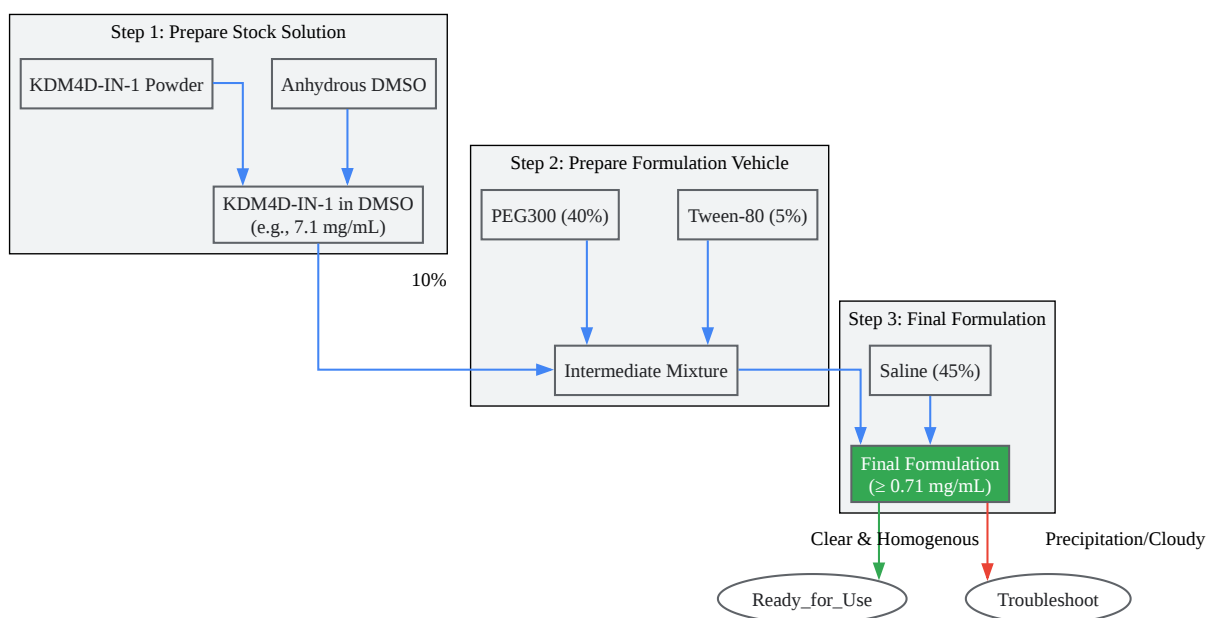 Step 1: Prepare Stock Solution
KDM4D-IN-1 Powder
Anhydrous DMSO
KDM4D-IN-1 in DMSO
(e.g., 7.1 mg/mL)
10%
Step 2: Prepare Formulation Vehicle
PEG300 (40%)
Tween-80 (5%)
Intermediate Mixture
Step 3: Final Formulation
Saline (45%)
Final Formulation
(≥ 0.71 mg/mL)
Clear & Homogenous
Precipitation/Cloudy
Ready_for_Use
Troubleshoot